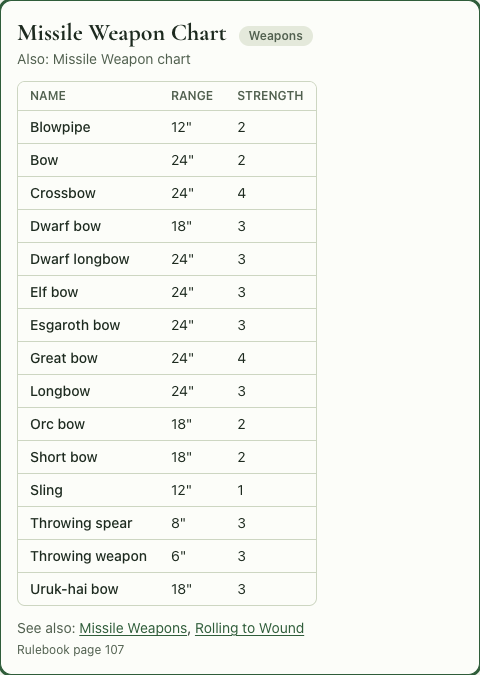 Missile Weapon Chart Weapons
Also: Missile Weapon chart
NAME RANGE STRENGTH
Blowpipe 12" 2
Bow 24" 2
Crossbow 24" 4
Dwarf bow 18" 3
Dwarf longbow 24" 3
Elf bow 24" 3
Esgaroth bow 24" 3
Great bow 24" 4
Longbow 24" 3
Orc bow 18" 2
Short bow 18" 2
Sling 12" 1
Throwing spear 8" 3
Throwing weapon 6" 3
Uruk-hai bow 18" 3
See also: Missile Weapons, Rolling to Wound
Rulebook page 107